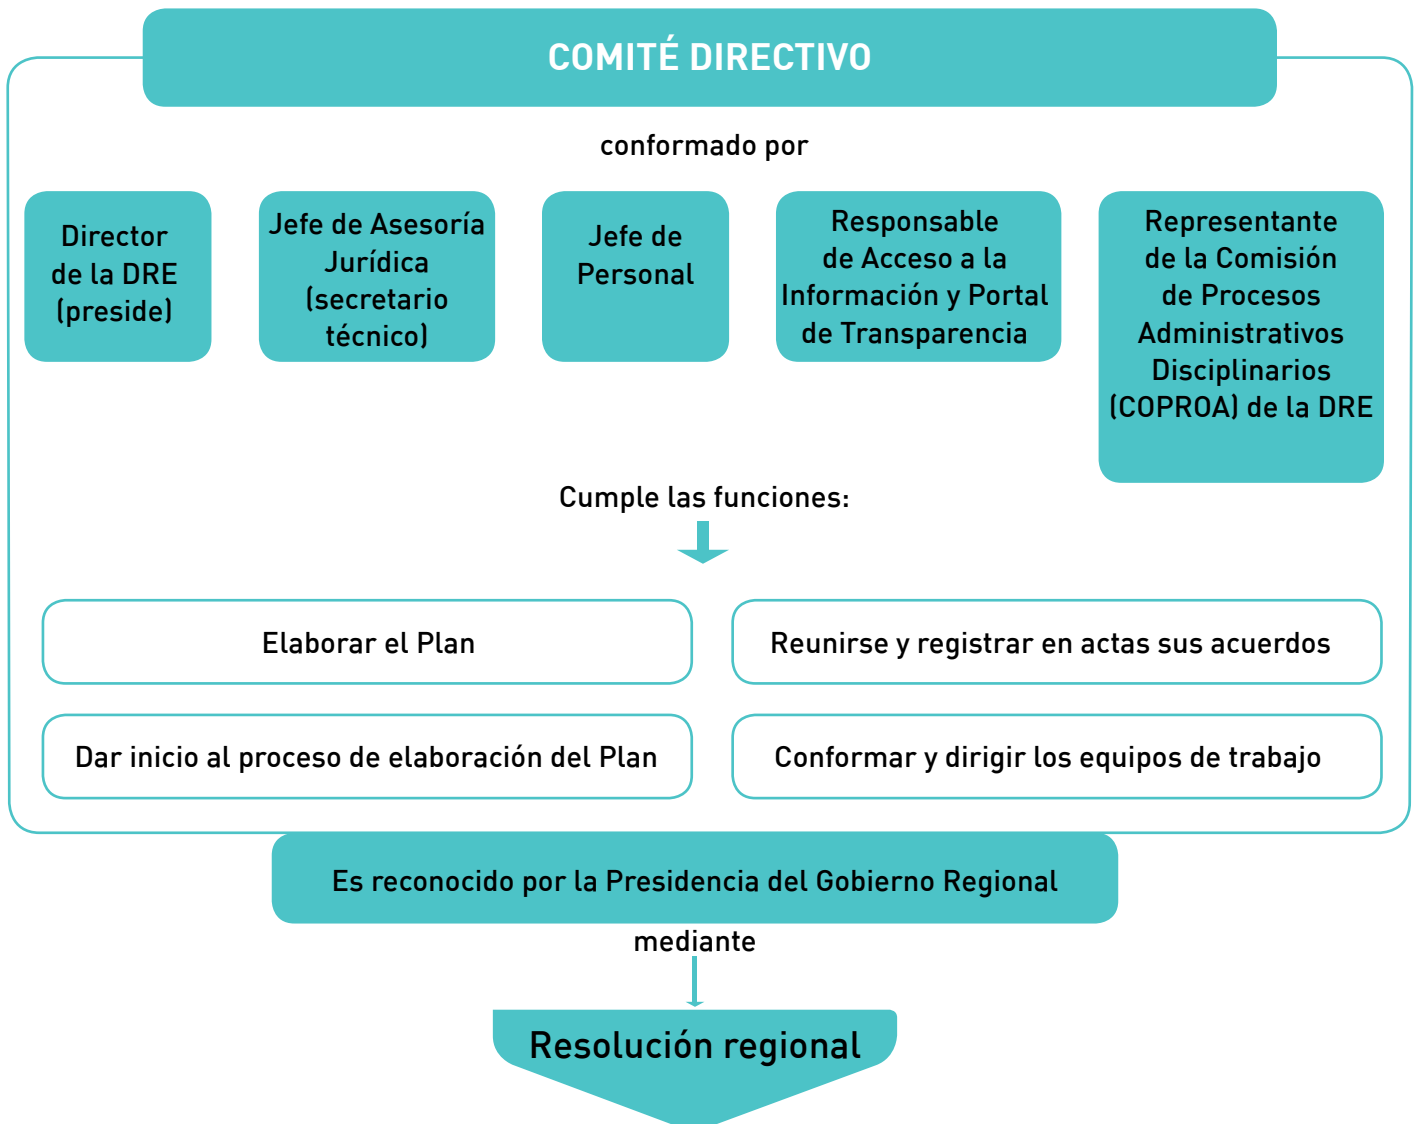 COMITÉ DIRECTIVO
conformado por
Director
de la DRE
(preside)
Jefe de Asesoría
Jurídica
(secretario
técnico)
Jefe de
Personal
Responsable
de Acceso a la
Información y Portal
de Transparencia
Representante
de la Comisión
de Procesos
Administrativos
Disciplinarios
(COPROA) de la DRE
Cumple las funciones:
Elaborar el Plan
Reunirse y registrar en actas sus acuerdos
Dar inicio al proceso de elaboración del Plan
Conformar y dirigir los equipos de trabajo
Es reconocido por la Presidencia del Gobierno Regional
mediante
Resolución regional